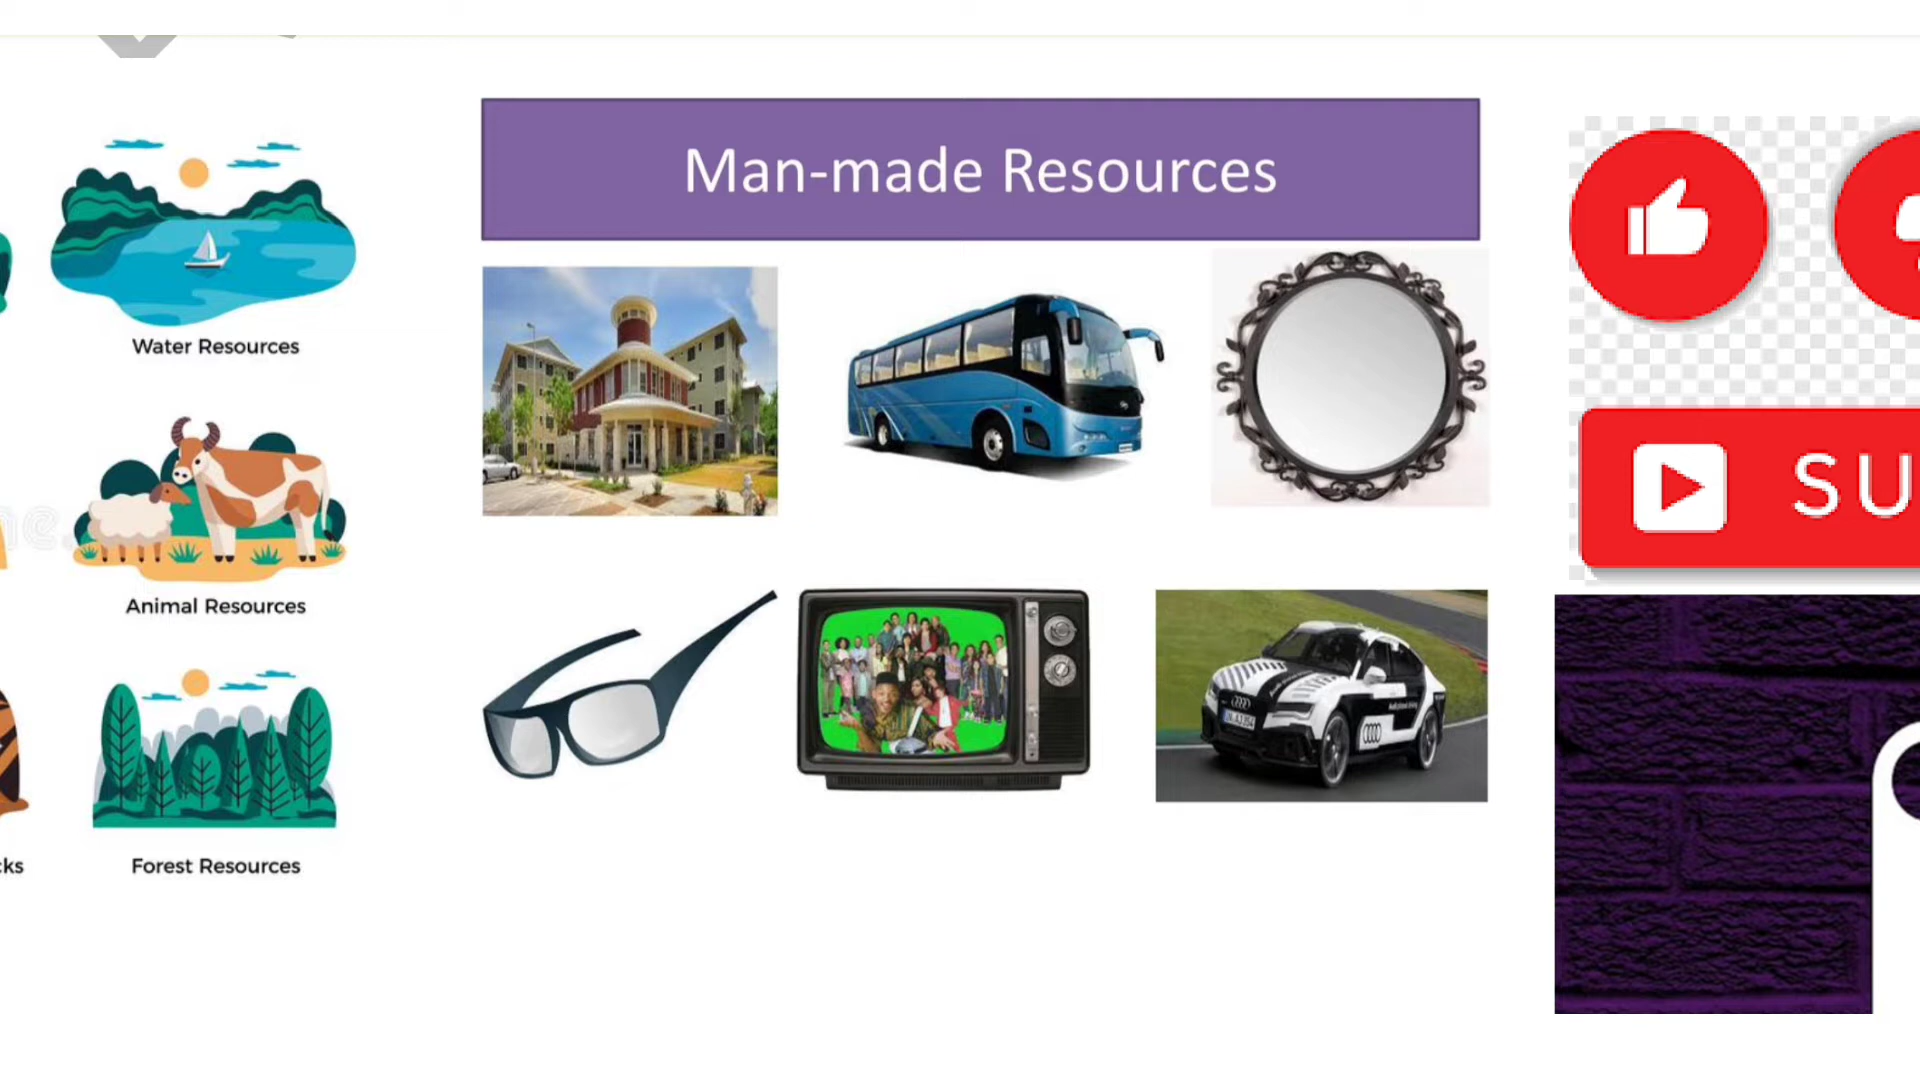 Man-made Resources
Water Resources
Animal Resources
Forest Resources
SU